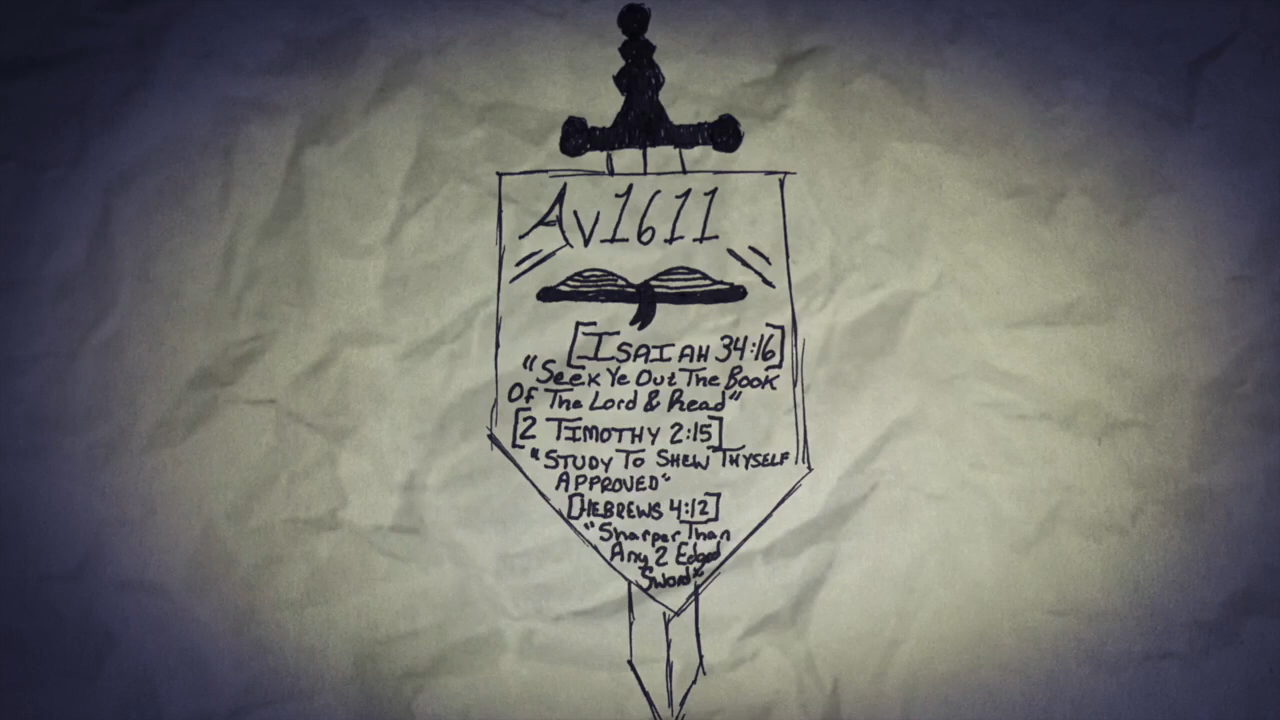 Av1611
[ISAIAH 34:16]
"Seek Ye Out The Book
Of The Lord & Read"
[2 TIMOTHY 2:15]
"STUDY TO SHEW THYSELF
APPROVED"
[HEBREWS 4:12]
"Sharper Than
Any 2 Edged
Sword"